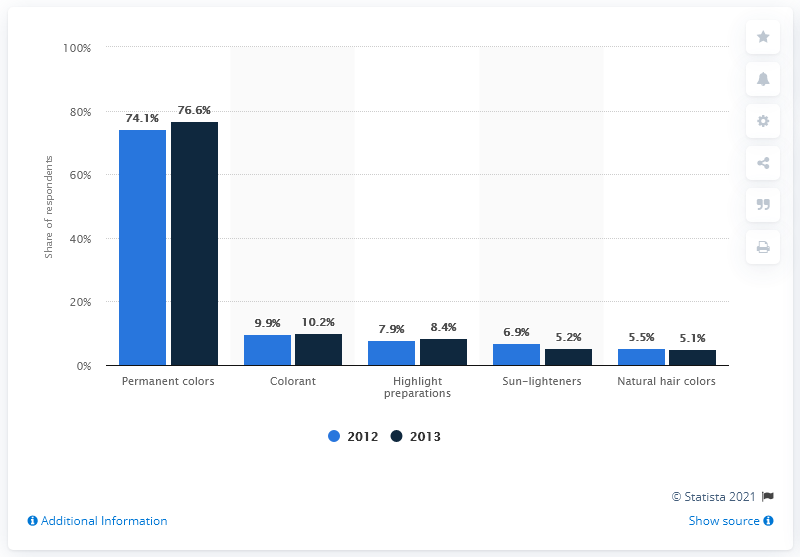 100%
80%
60%
40%
20%
0%
Share of respondents
74.1%
76.6%
9.9%
10.2%
7.9%
8.4%
6.9%
5.2%
5.5%
5.1%
Permanent colors
Colorant
Highlight
preparations
Sun-lighteners
Natural hair colors
2012
2013
© Statista 2021
Additional Information
Show source